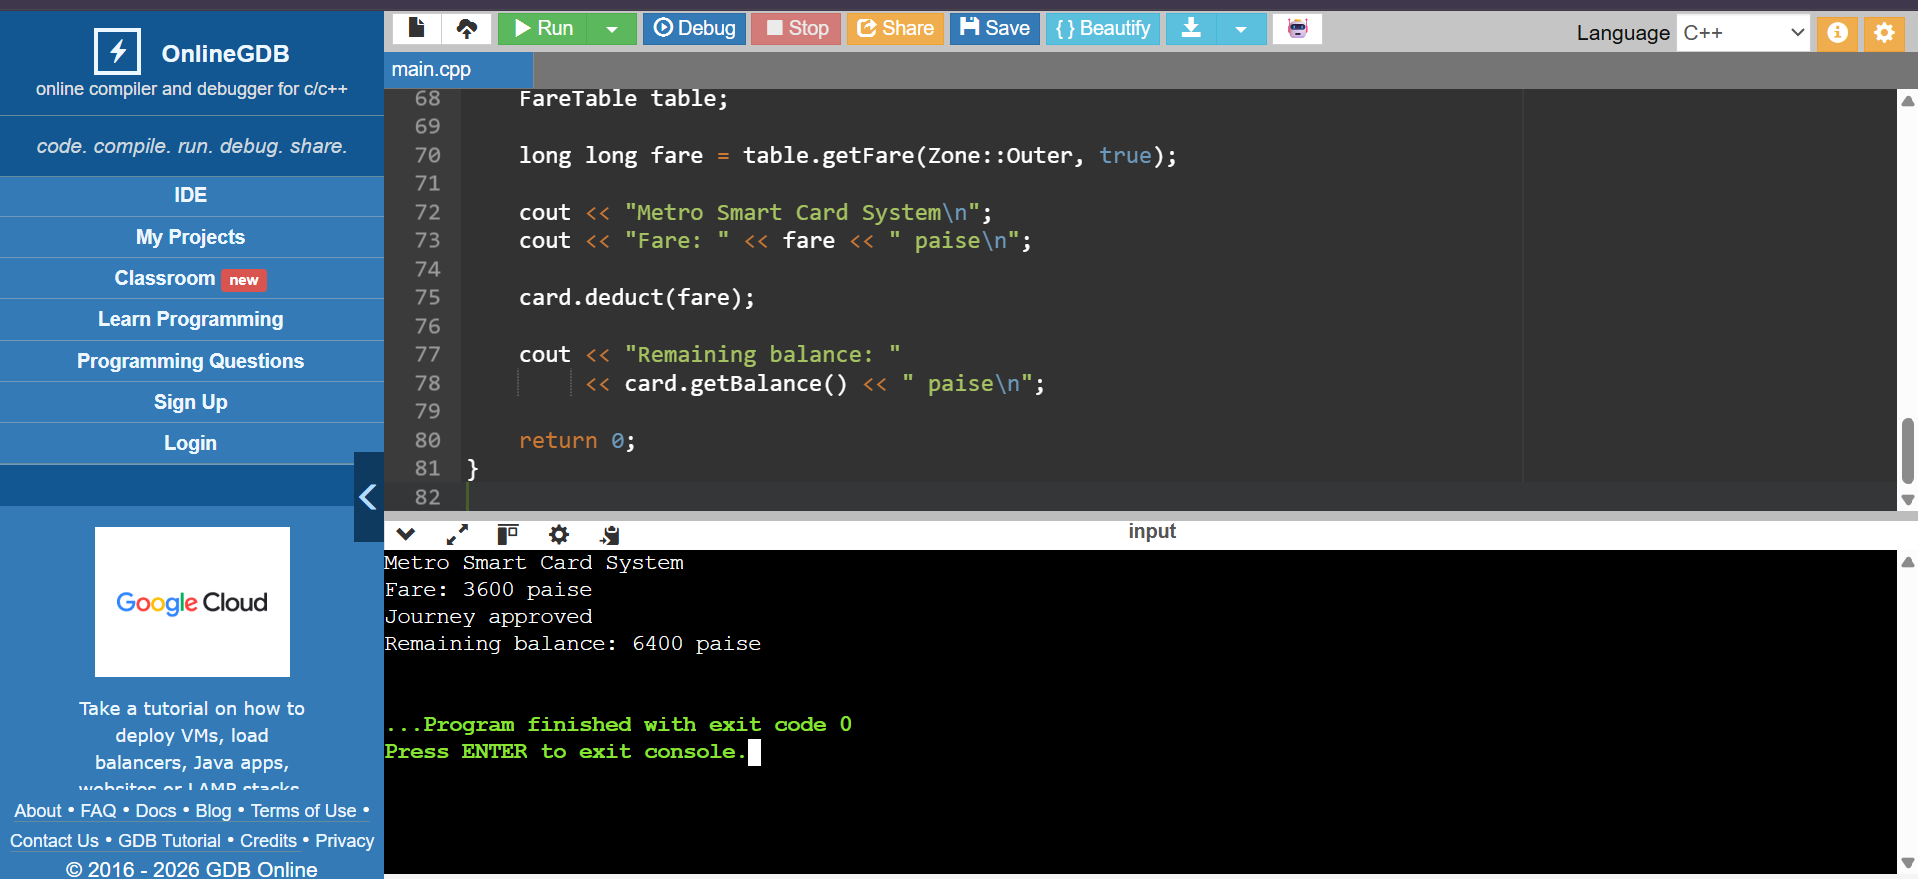 OnlineGDB
online compiler and debugger for c/c++
code. compile. run. debug. share.
IDE
My Projects
Classroom new
Learn Programming
Programming Questions
Sign Up
Login
Google Cloud
Take a tutorial on how to
deploy VMs, load
balancers, Java apps,
websites or LAMP stacks
About • FAQ • Docs • Blog • Terms of Use •
Contact Us • GDB Tutorial • Credits • Privacy
© 2016 - 2026 GDB Online
Run Debug Stop Share Save { } Beautify Language C++
main.cpp
68 FareTable table;
69
70 long long fare = table.getFare(Zone::Outer, true);
71
72 cout << "Metro Smart Card System\n";
73 cout << "Fare: " << fare << " paise\n";
74
75 card.deduct(fare);
76
77 cout << "Remaining balance: "
78 << card.getBalance() << " paise\n";
79
80 return 0;
81 }
82
input
Metro Smart Card System
Fare: 3600 paise
Journey approved
Remaining balance: 6400 paise
...Program finished with exit code 0
Press ENTER to exit console.